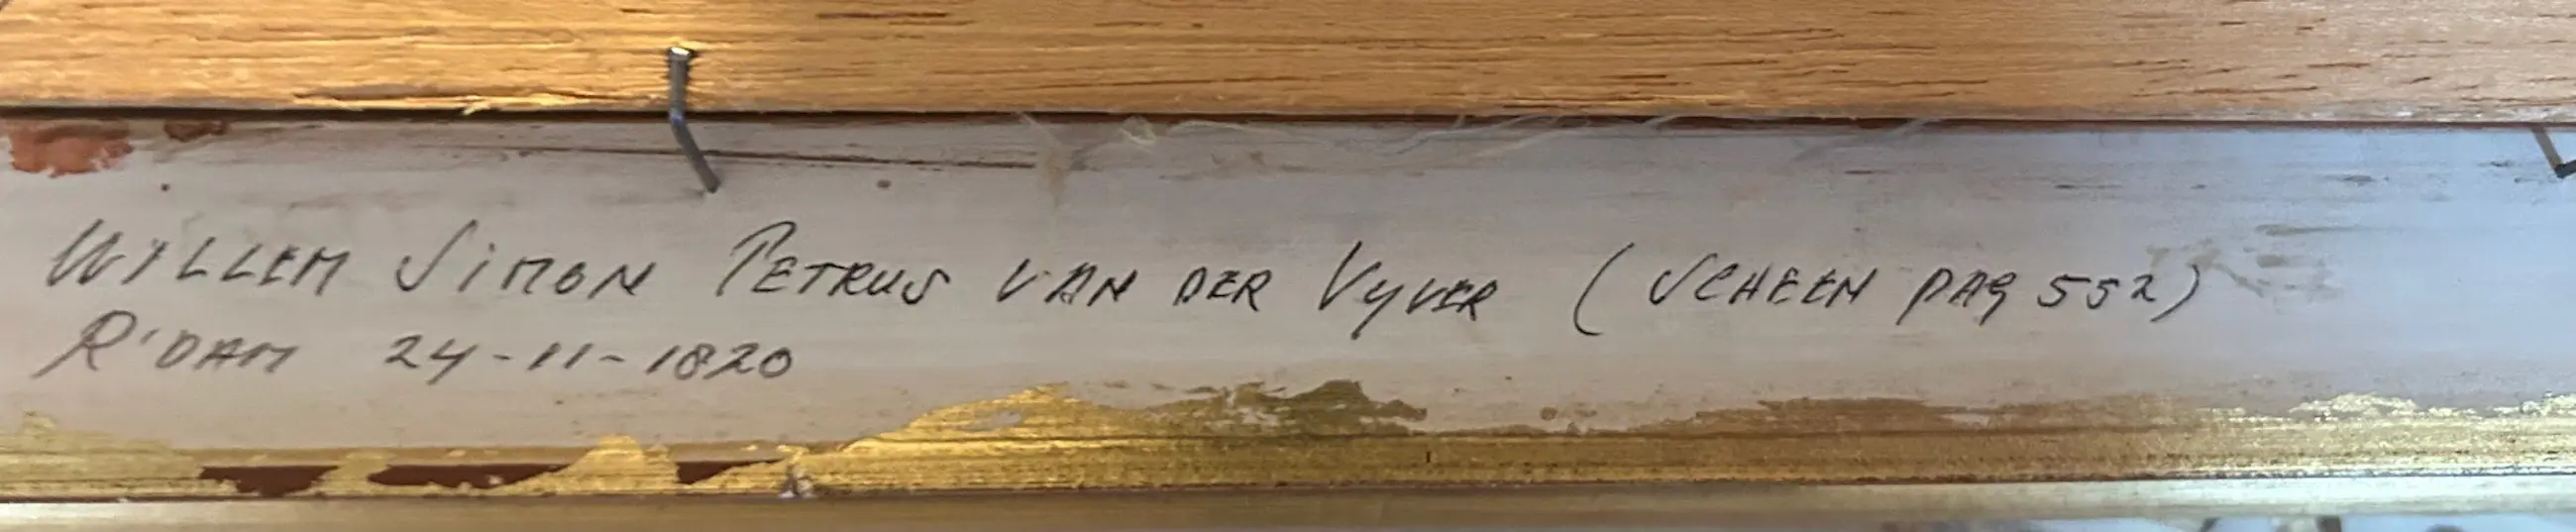 WILLEM SIMON PETRUS VAN DER VYVER (SCHEEN PAG 552)
R'DAM 24-11-1820